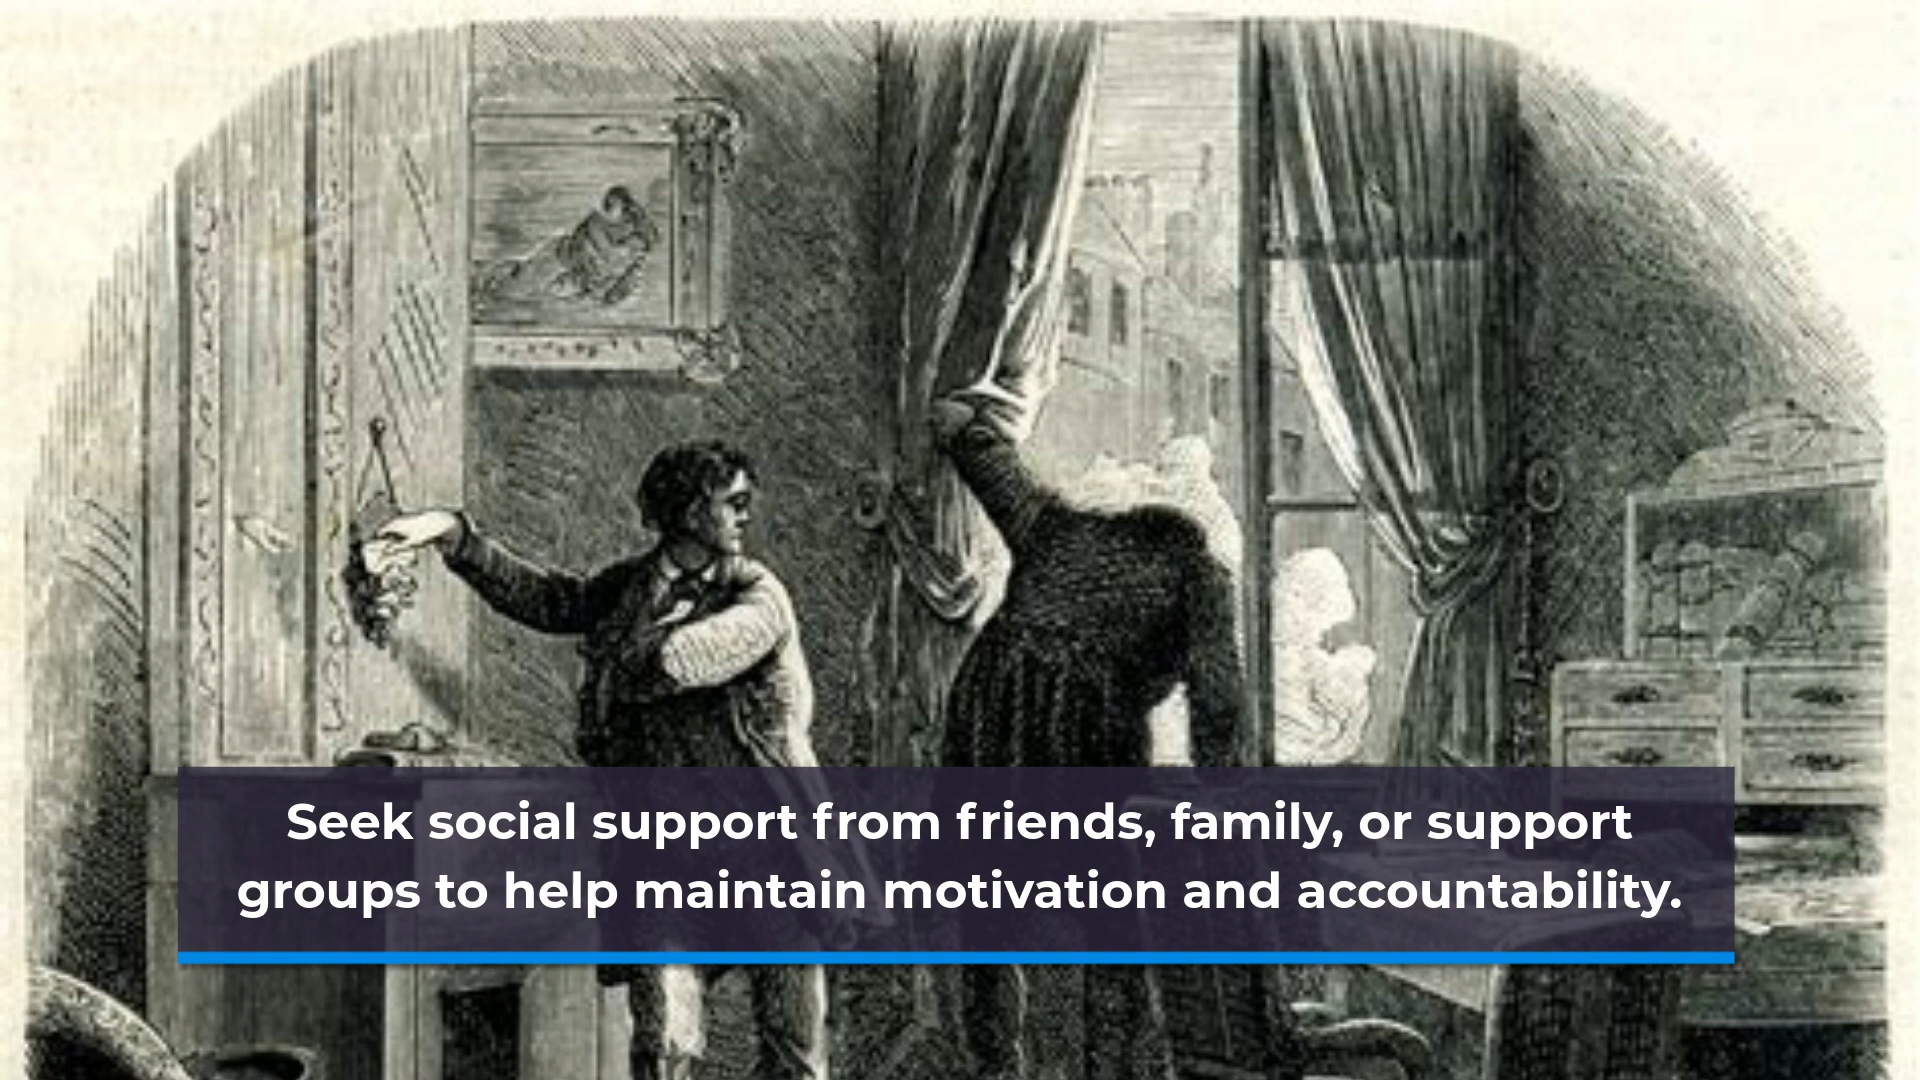 Seek social support from friends, family, or support
groups to help maintain motivation and accountability.